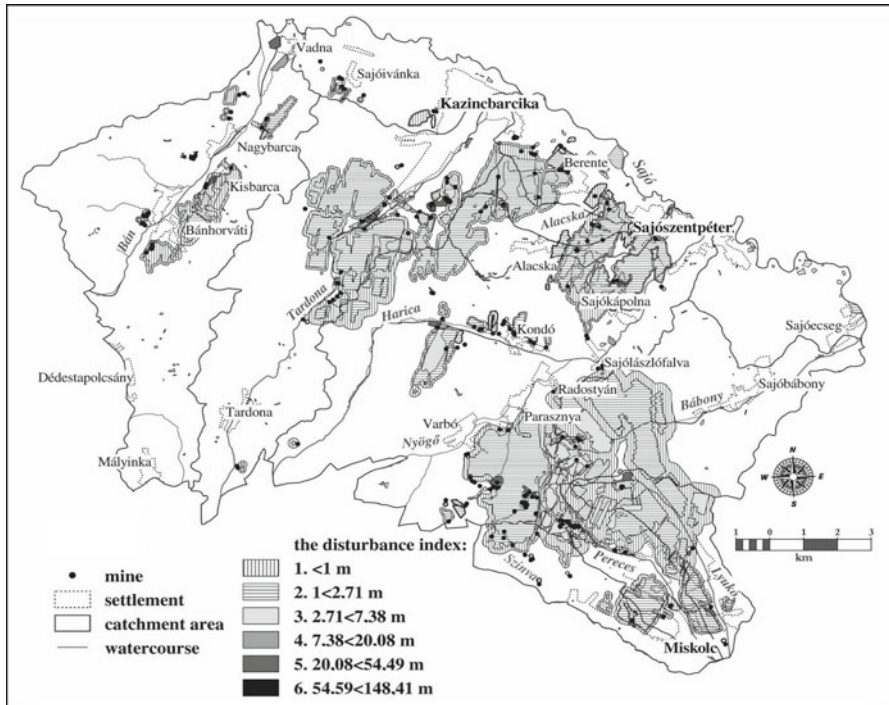 Vadna
Sajóivánka
Kazincbarcika
Nagybarca
Berente
Sajó
Kisbarca
Bán
Bánhorváti
Alacska
Sajószentpéter
Alacska
Tardona
Harica
Sajókápolna
Kondó
Sajóecseg
Sajólászlófalva
Dédestapolcsány
Radostyán
Bábony
Sajóbábony
Tardona
Varbó
Parasznya
Nyögő
Mályinka
N
W
E
S
1 0 1 2 3
km
the disturbance index:
1. <1 m
2. 1<2.71 m
3. 2.71<7.38 m
4. 7.38<20.08 m
5. 20.08<54.49 m
6. 54.59<148,41 m
mine
settlement
catchment area
watercourse
Szinva
Pereces
Lyukó
Miskolc